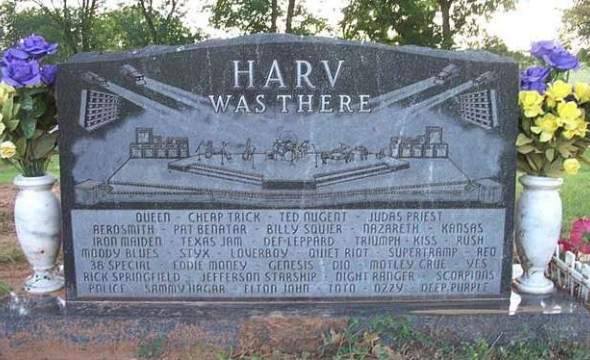 HARV
WAS THERE
QUEEN - CHEAP TRICK - TED NUGENT - JUDAS PRIEST
AEROSMITH - PAT BENATAR - BILLY SQUIER - NAZARETH - KANSAS
IRON MAIDEN - TEXAS JAM - DEF LEPPARD - TRIUMPH - KISS - RUSH
MOODY BLUES - STYX - LOVERBOY - QUIET RIOT - SUPERTRAMP - REO
38 SPECIAL - EDDIE MONEY - GENESIS - DIO - MOTLEY CRUE - YES
RICK SPRINGFIELD - JEFFERSON STARSHIP - NIGHT RANGER - SCORPIONS
POLICE - SAMMY HAGAR - ELTON JOHN - TOTO - OZZY - DEEP PURPLE